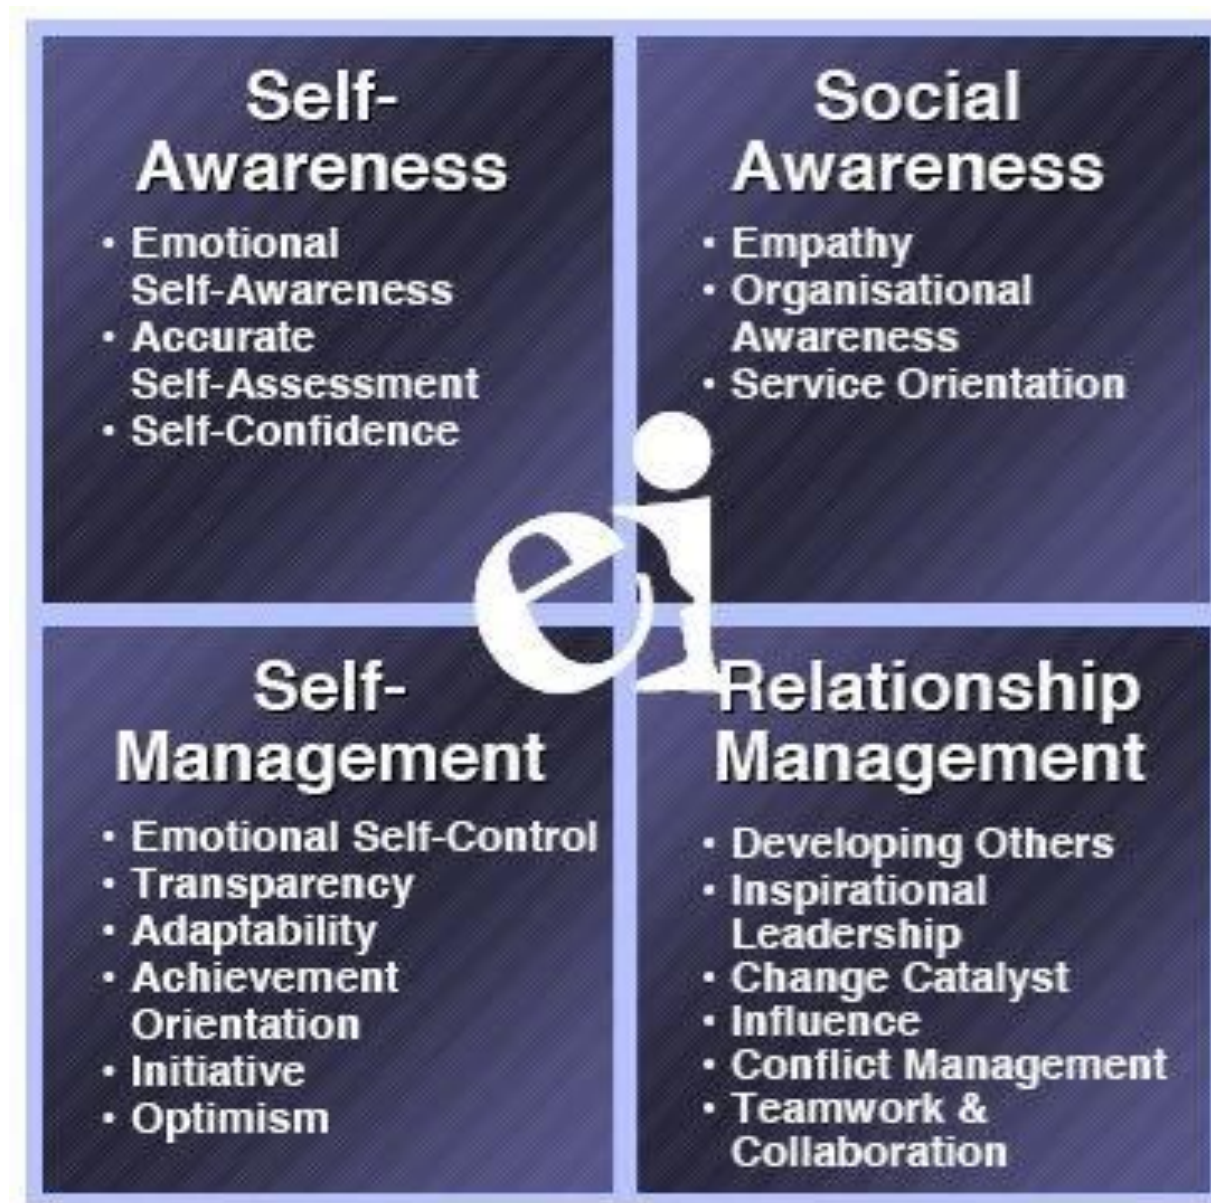 Self-
Awareness
• Emotional
Self-Awareness
• Accurate
Self-Assessment
• Self-Confidence
Social
Awareness
• Empathy
• Organisational
Awareness
• Service Orientation
ei
Self-
Management
• Emotional Self-Control
• Transparency
• Adaptability
• Achievement
Orientation
• Initiative
• Optimism
Relationship
Management
• Developing Others
• Inspirational
Leadership
• Change Catalyst
• Influence
• Conflict Management
• Teamwork &
Collaboration